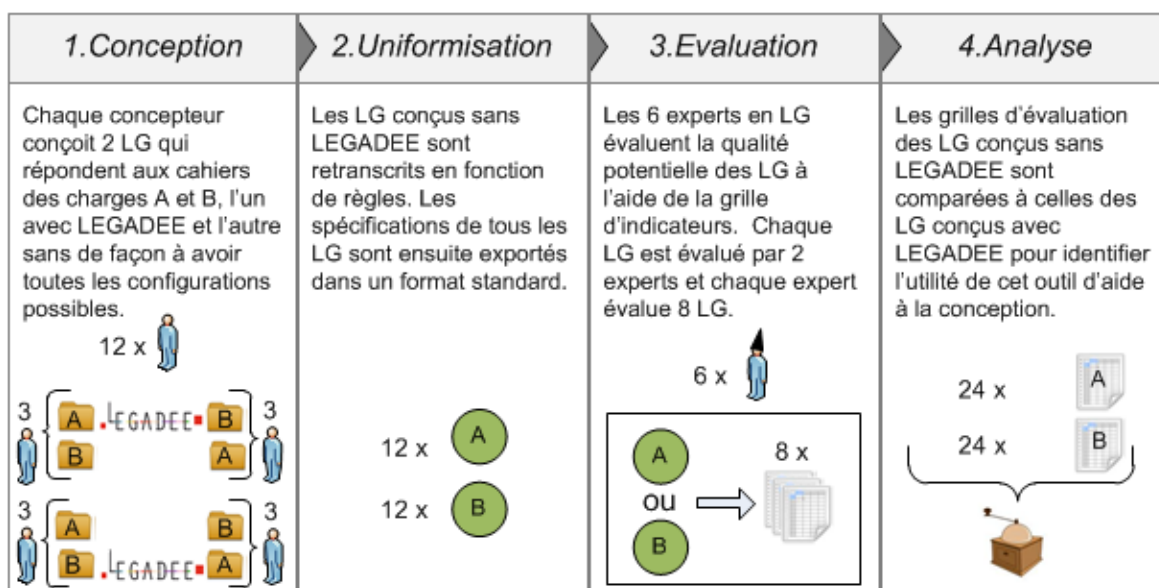 1.Conception
2.Uniformisation
3.Evaluation
4.Analyse
Chaque concepteur
conçoit 2 LG qui
répondent aux cahiers
des charges A et B, l'un
avec LEGADEE et l'autre
sans de façon à avoir
toutes les configurations
possibles.
12 x
3
A
LEGADEE
B
3
B
A
3
A
B
3
B
LEGADEE
A
Les LG conçus sans
LEGADEE sont
retranscrits en fonction
de règles. Les
spécifications de tous les
LG sont ensuite exportés
dans un format standard.
12 x
A
12 x
B
Les 6 experts en LG
évaluent la qualité
potentielle des LG à
l'aide de la grille
d'indicateurs. Chaque
LG est évalué par 2
experts et chaque expert
évalue 8 LG.
6 x
A
ou
B
8 x
Les grilles d'évaluation
des LG conçus sans
LEGADEE sont
comparées à celles des
LG conçus avec
LEGADEE pour identifier
l'utilité de cet outil d'aide
à la conception.
24 x
A
24 x
B